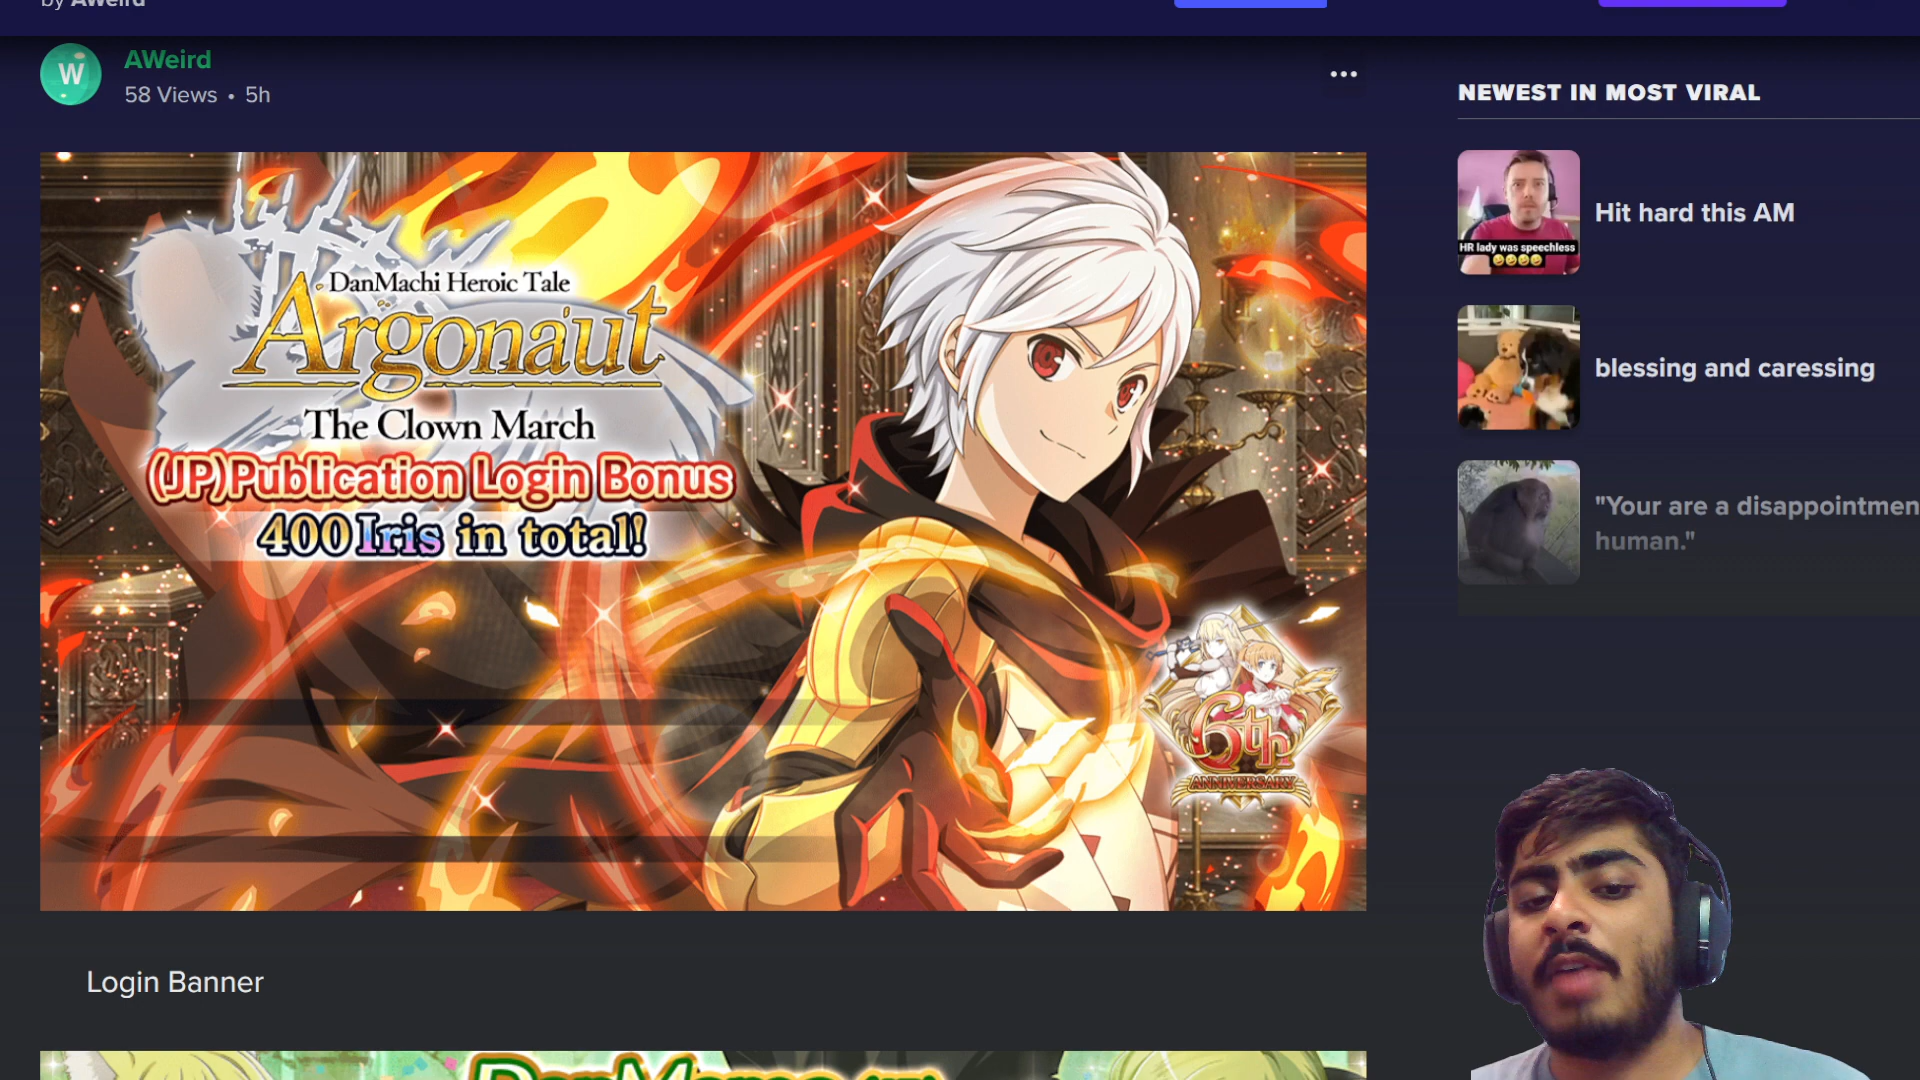 by AWeird
W
AWeird
58 Views • 5h
DanMachi Heroic Tale
Argonaut
The Clown March
(JP)Publication Login Bonus
400 Iris in total!
6th
ANNIVERSARY
Login Banner
NEWEST IN MOST VIRAL
HR lady was speechless
Hit hard this AM
blessing and caressing
"Your are a disappointmen
human."